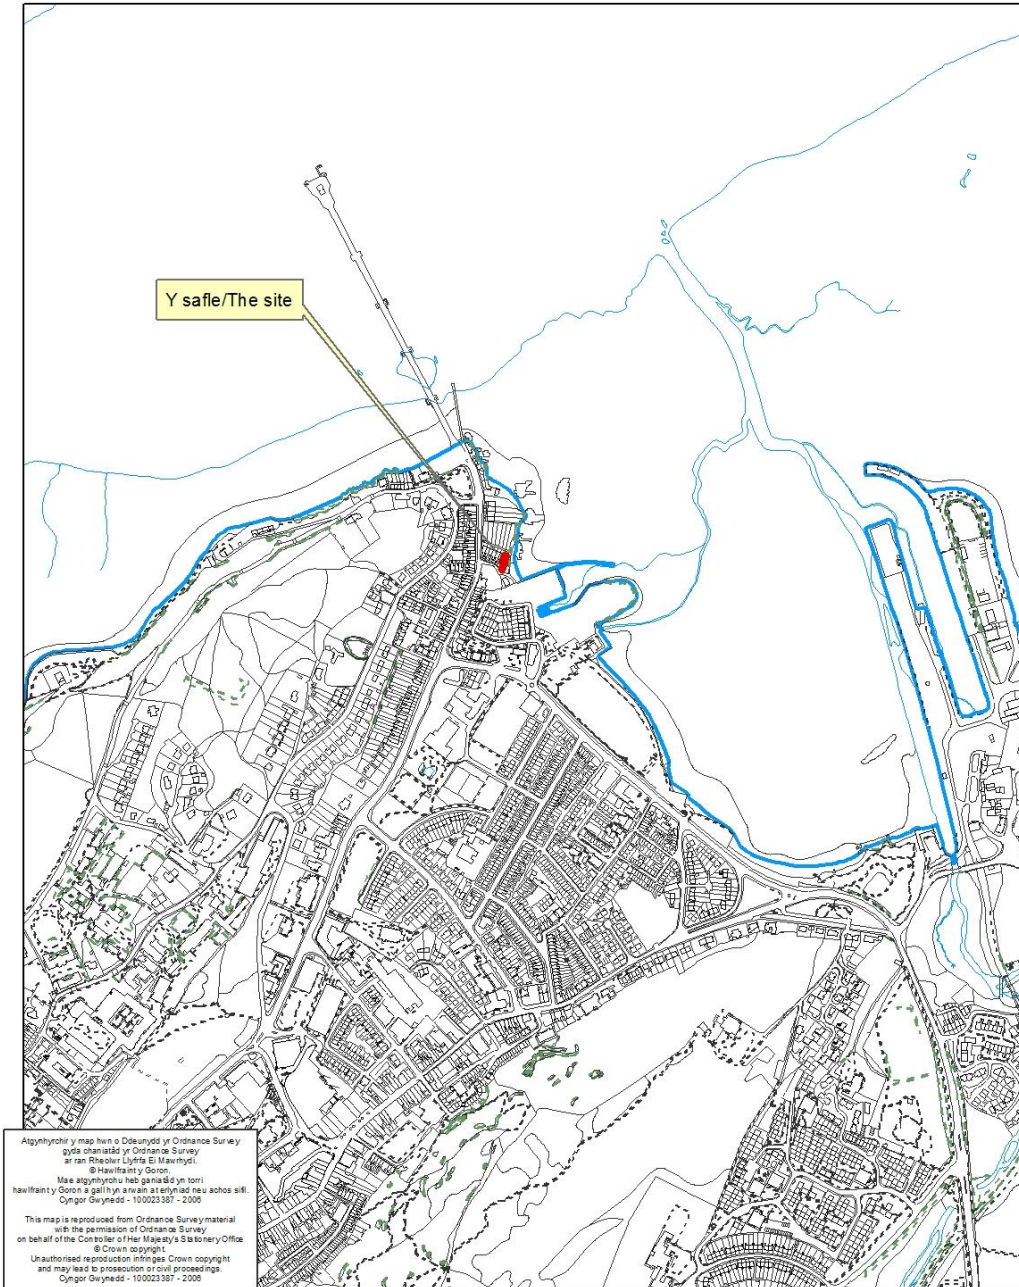 Y safle/The site
Atgynhyrchir y map hwn o Ddeunydd yr Ordnance Survey
gyda chaniatâd yr Ordnance Survey
ar ran Rheolwr Llyfrfa Ei Mawrhydi.
© Hawlfraint y Goron.
Mae atgynhyrchu heb ganiatâd yn torri
hawlfraint y Goron a gall hyn arwain at erlyniad neu achos sifil.
Cyngor Gwynedd - 100023387 - 2006
This map is reproduced from Ordnance Survey material
with the permission of Ordnance Survey
on behalf of the Controller of Her Majesty's Stationery Office
© Crown copyright.
Unauthorised reproduction infringes Crown copyright
and may lead to prosecution or civil proceedings.
Cyngor Gwynedd - 100023387 - 2006